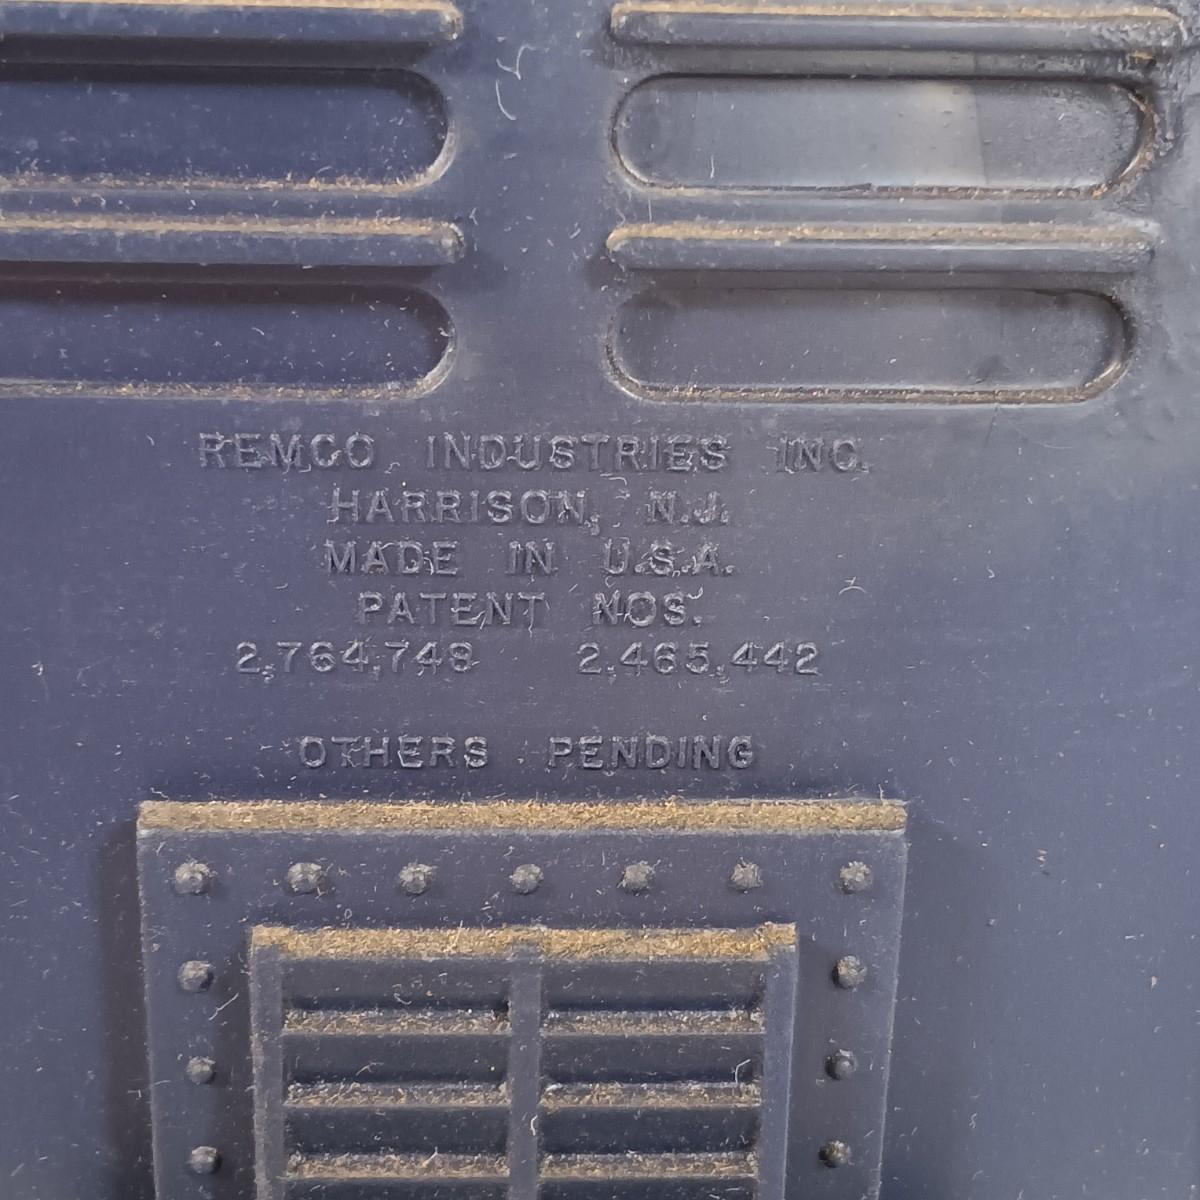 REMCO INDUSTRIES INC.
HARRISON, N.J.
MADE IN U.S.A.
PATENT NOS.
2,764,748 2,465,442
OTHERS PENDING